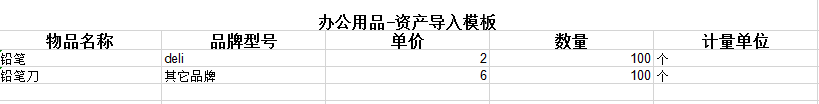 办公用品-资产导入模板
物品名称 品牌型号 单价 数量 计量单位
铅笔 deli 2 100 个
铅笔刀 其它品牌 6 100 个